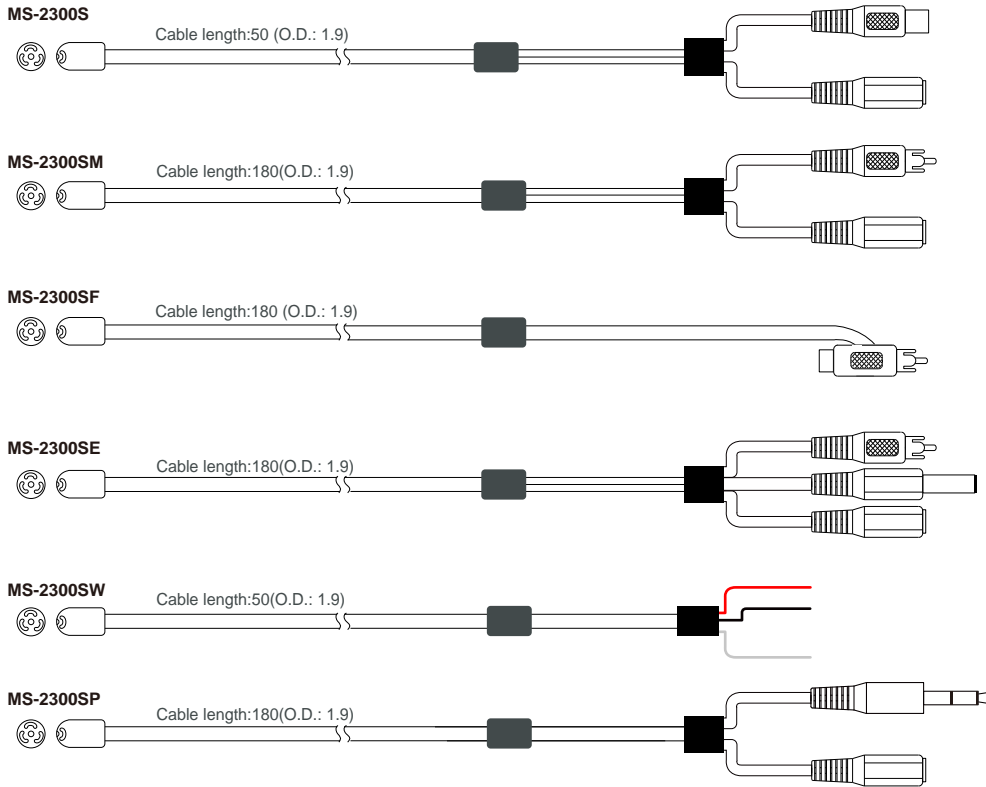 MS-2300S
Cable length:50 (O.D.: 1.9)
MS-2300SM
Cable length:180(O.D.: 1.9)
MS-2300SF
Cable length:180 (O.D.: 1.9)
MS-2300SE
Cable length:180(O.D.: 1.9)
MS-2300SW
Cable length:50(O.D.: 1.9)
MS-2300SP
Cable length:180(O.D.: 1.9)